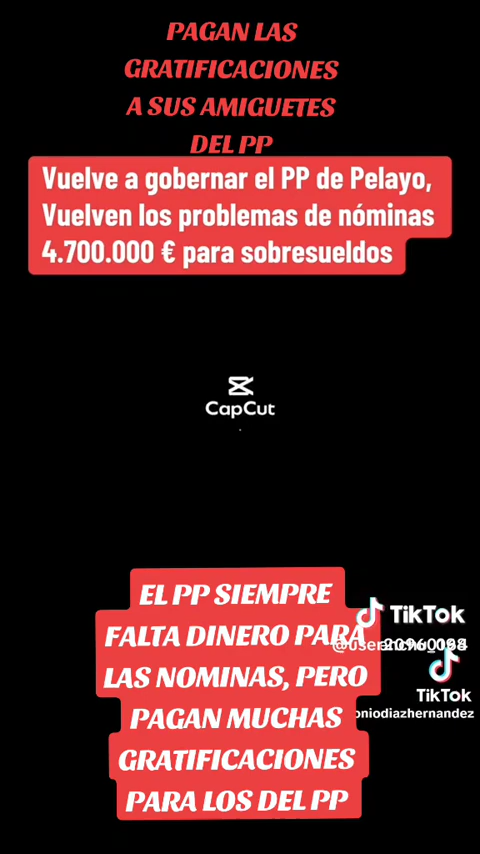 PAGAN LAS
GRATIFICACIONES
A SUS AMIGUETES
DEL PP
Vuelve a gobernar el PP de Pelayo,
Vuelven los problemas de nóminas
4.700.000 € para sobresueldos
CapCut
EL PP SIEMPRE
FALTA DINERO PARA
LAS NOMINAS, PERO
PAGAN MUCHAS
GRATIFICACIONES
PARA LOS DEL PP
TikTok
TikTok
oniodiazhernandez